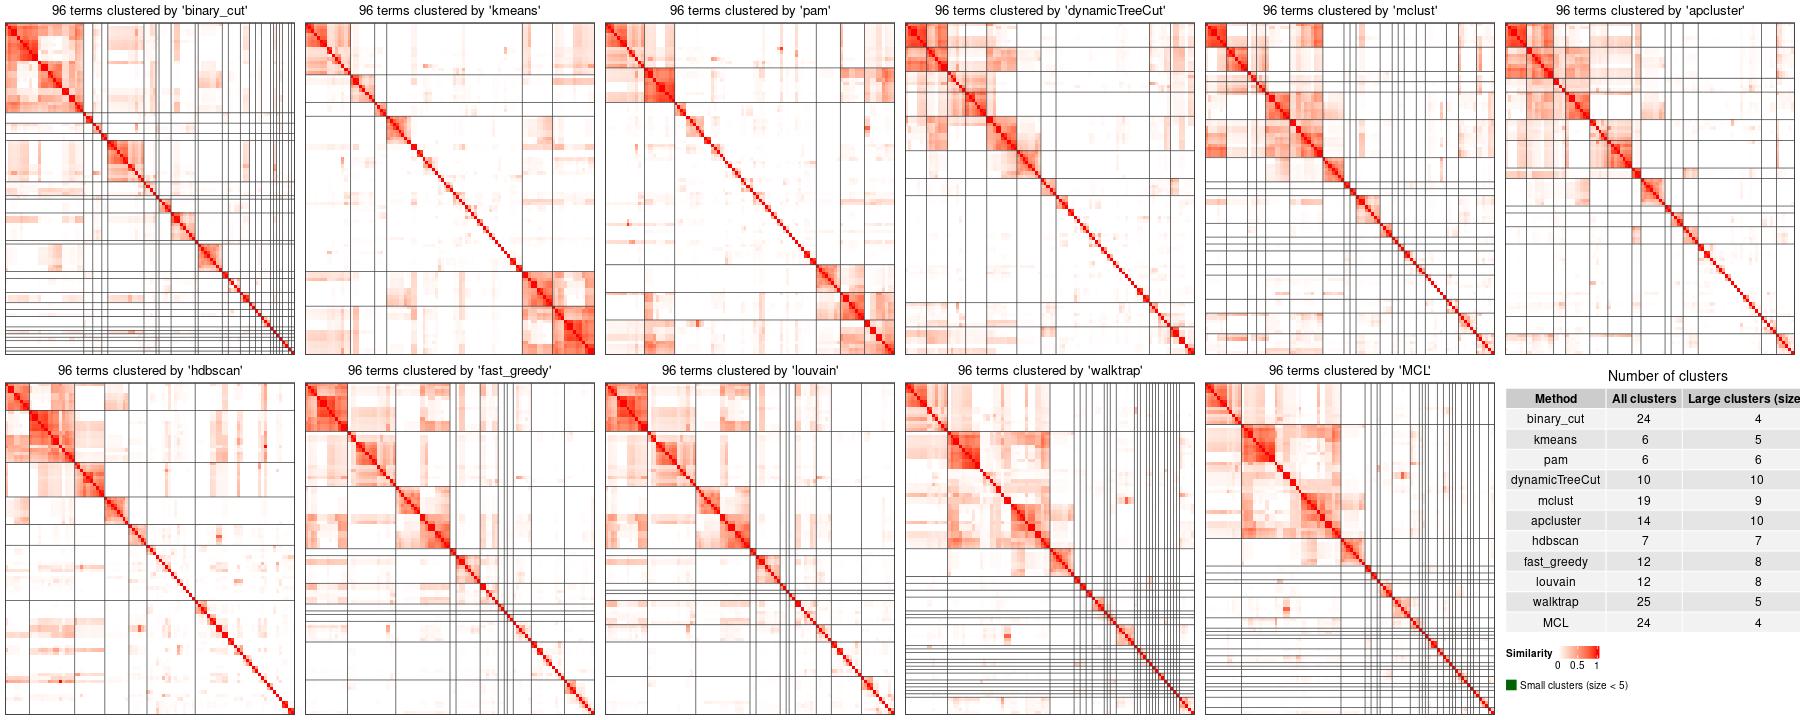 96 terms clustered by 'binary_cut'
96 terms clustered by 'kmeans'
96 terms clustered by 'pam'
96 terms clustered by 'dynamicTreeCut'
96 terms clustered by 'mclust'
96 terms clustered by 'apcluster'
96 terms clustered by 'hdbscan'
96 terms clustered by 'fast_greedy'
96 terms clustered by 'louvain'
96 terms clustered by 'walktrap'
96 terms clustered by 'MCL'
Number of clusters
Method All clusters Large clusters (size
binary_cut 24 4
kmeans 6 5
pam 6 6
dynamicTreeCut 10 10
mclust 19 9
apcluster 14 10
hdbscan 7 7
fast_greedy 12 8
louvain 12 8
walktrap 25 5
MCL 24 4
Similarity
0 0.5 1
Small clusters (size < 5)